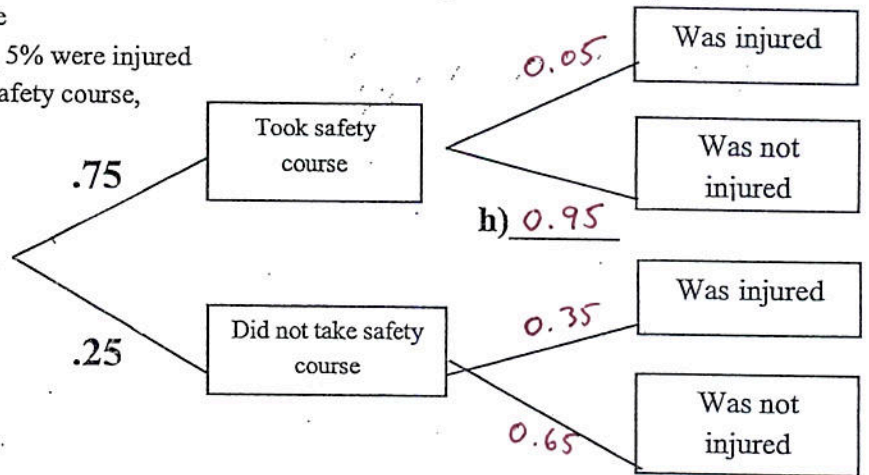 e
5% were injured
afety course,
.75
.25
Took safety
course
Did not take safety
course
0.05
h) 0.95
0.35
0.65
Was injured
Was not
injured
Was injured
Was not
injured